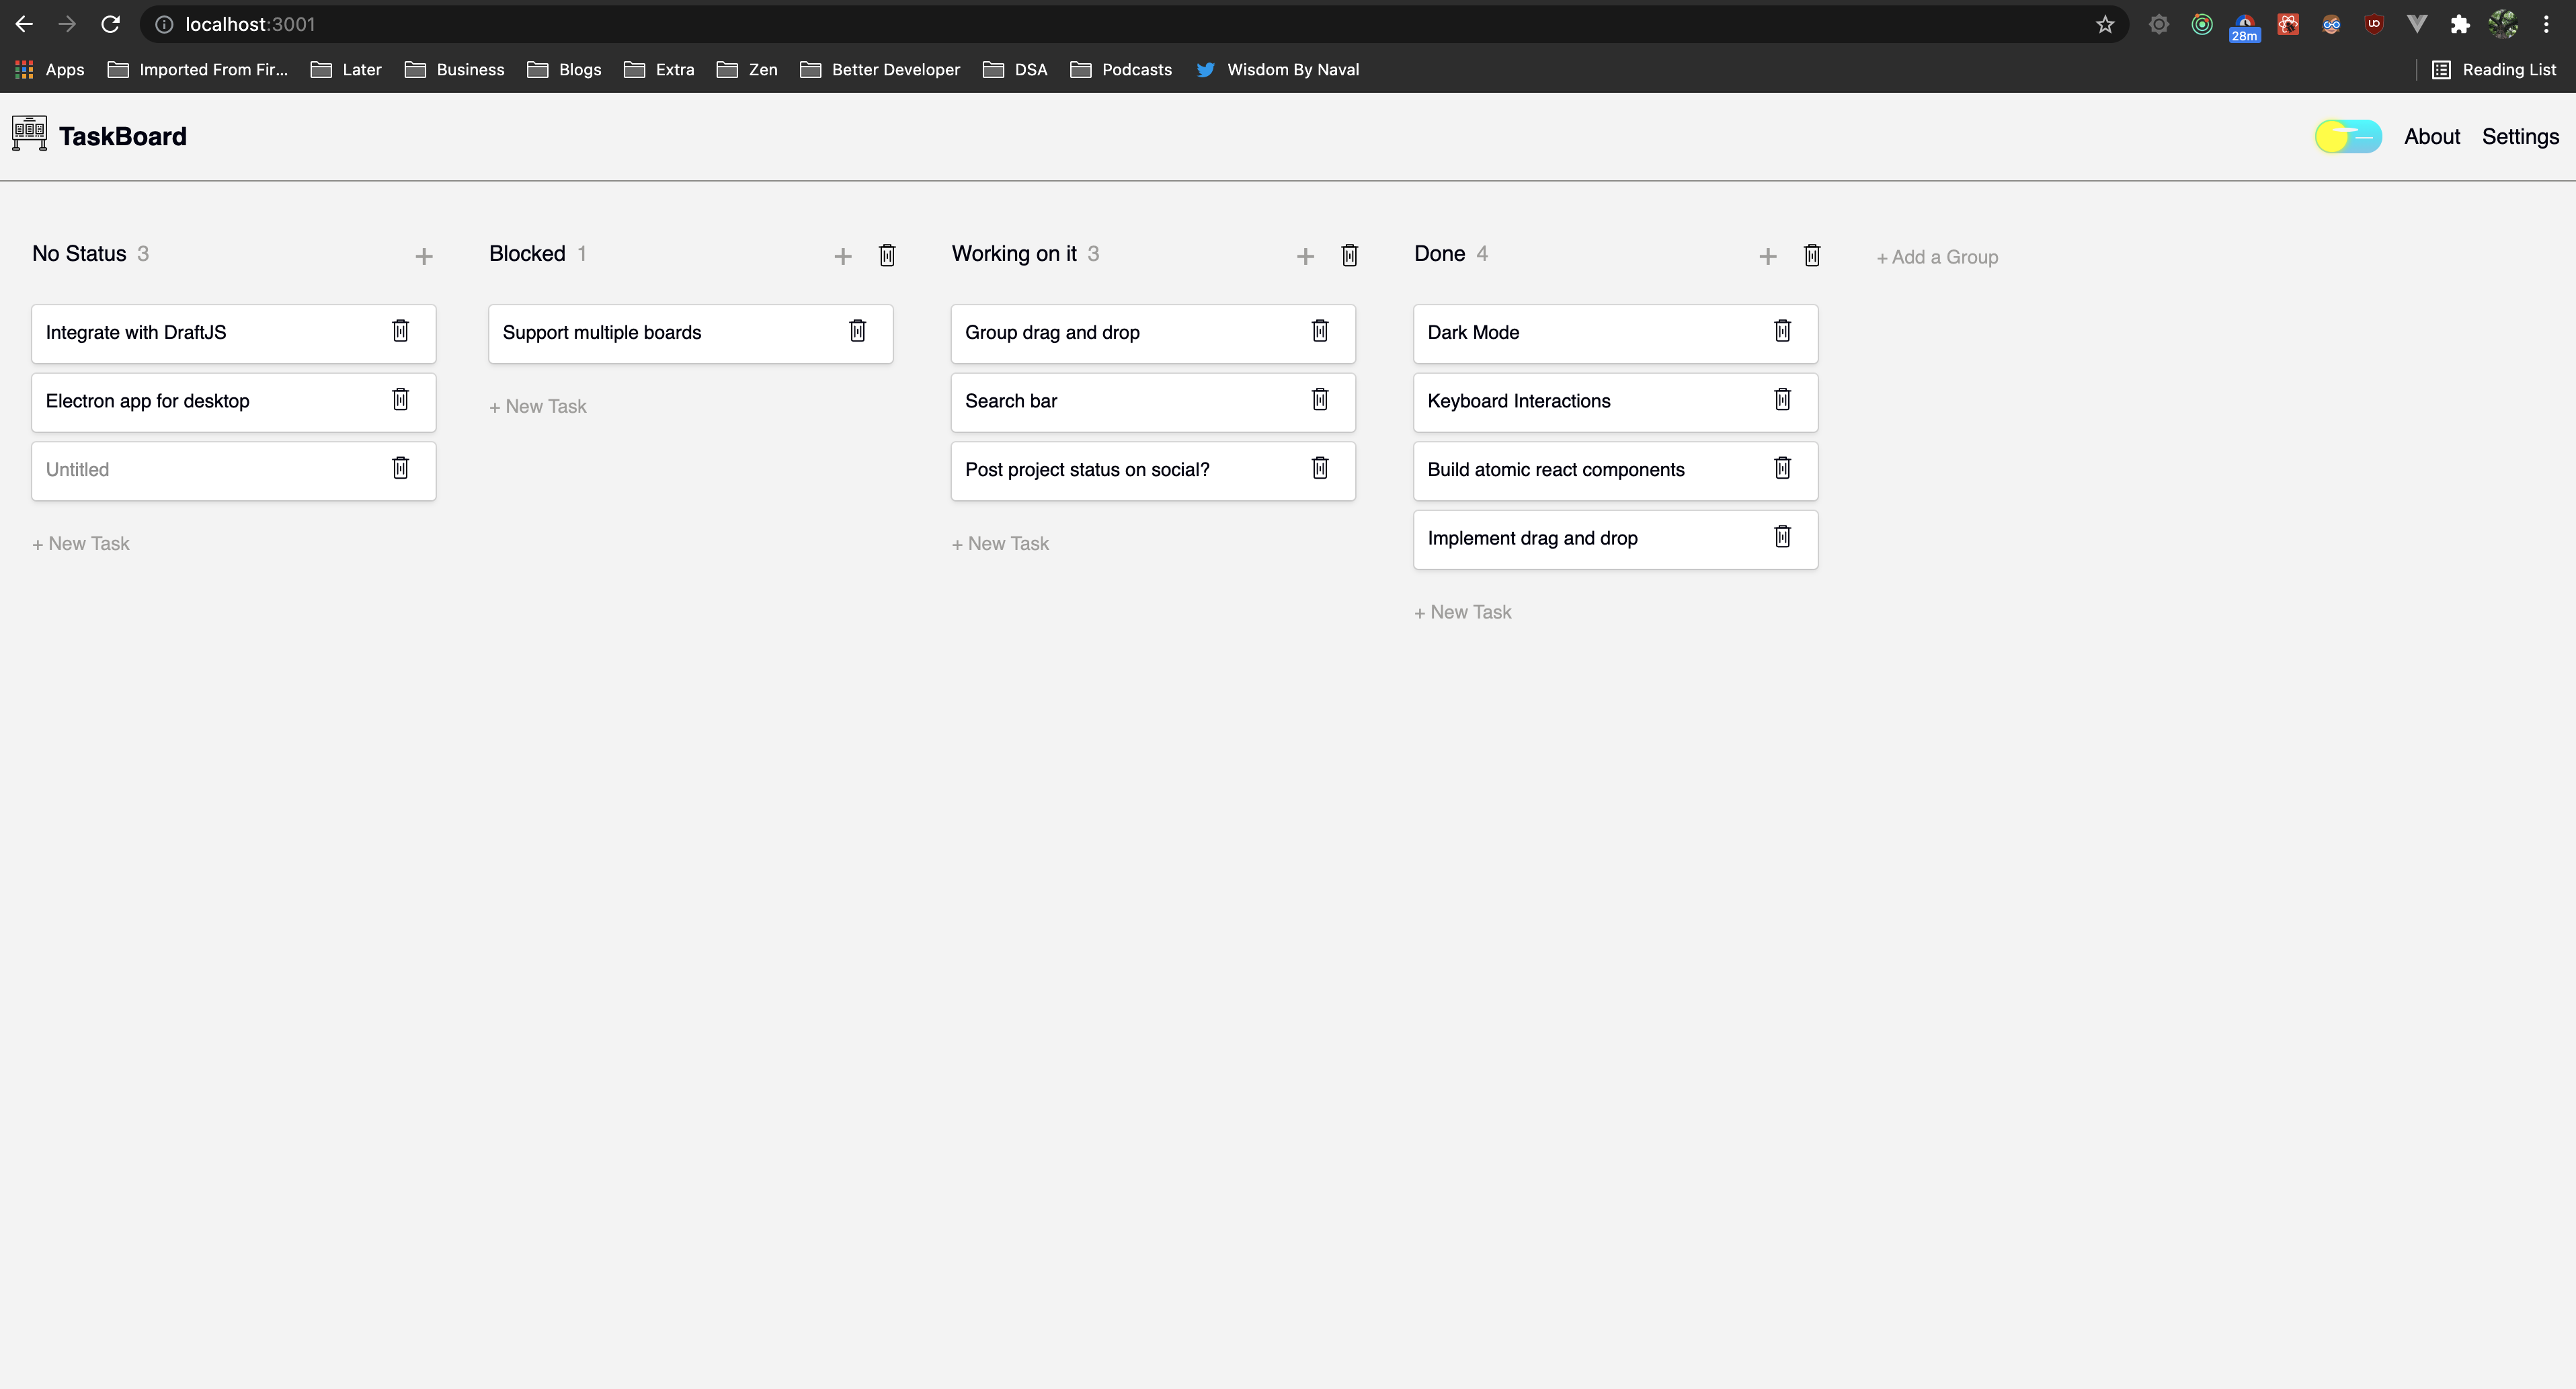 localhost:3001
28m
Apps Imported From Fir... Later Business Blogs Extra Zen Better Developer DSA Podcasts Wisdom By Naval Reading List
TaskBoard About Settings
No Status 3
Integrate with DraftJS
Electron app for desktop
Untitled
+ New Task
Blocked 1
Support multiple boards
+ New Task
Working on it 3
Group drag and drop
Search bar
Post project status on social?
+ New Task
Done 4
Dark Mode
Keyboard Interactions
Build atomic react components
Implement drag and drop
+ New Task
+ Add a Group